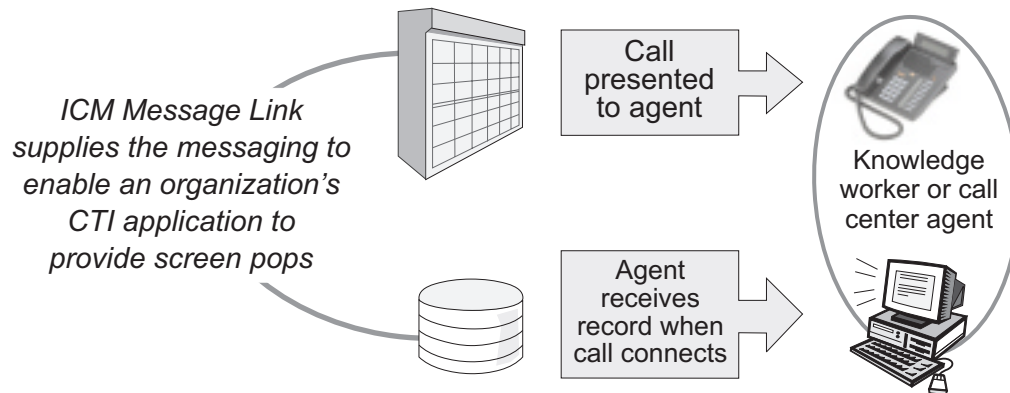 ICM Message Link
supplies the messaging to
enable an organization’s
CTI application to
provide screen pops
Call
presented
to agent
Knowledge
worker or call
center agent
Agent
receives
record when
call connects